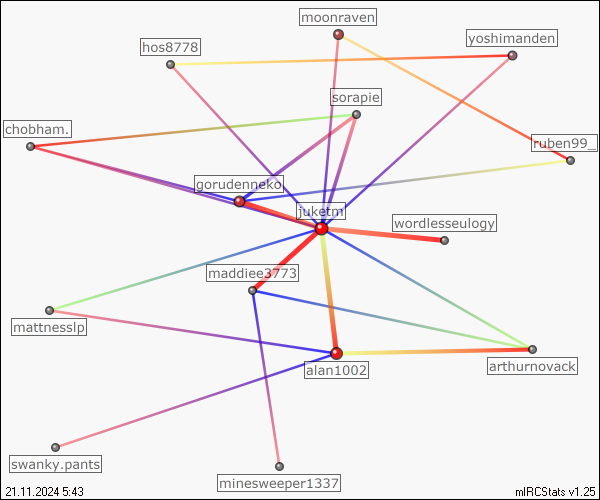 moonraven
yoshimanden
hos8778
sorapie
chobham.
ruben99_
gorudenneko
juketm
wordlesseulogy
maddiee3773
mattnesslp
alan1002
arthurnovack
swanky.pants
minesweeper1337
21.11.2024 5:43
mIRCStats v1.25